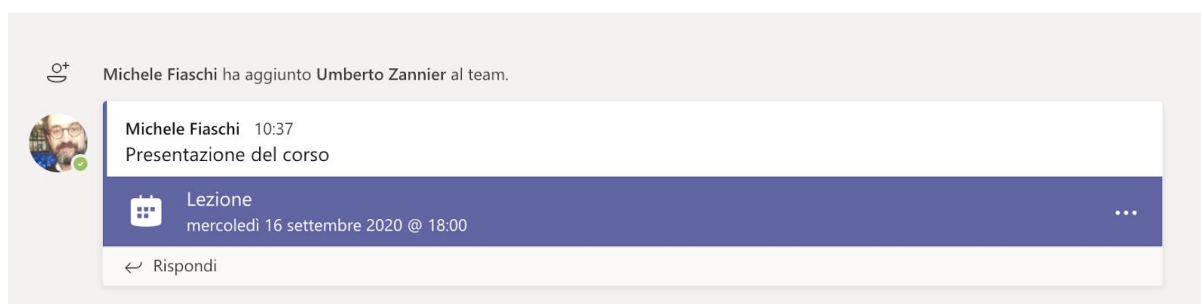 Michele Fiaschi ha aggiunto Umberto Zannier al team.
Michele Fiaschi 10:37
Presentazione del corso
Lezione
mercoledì 16 settembre 2020 @ 18:00
Rispondi